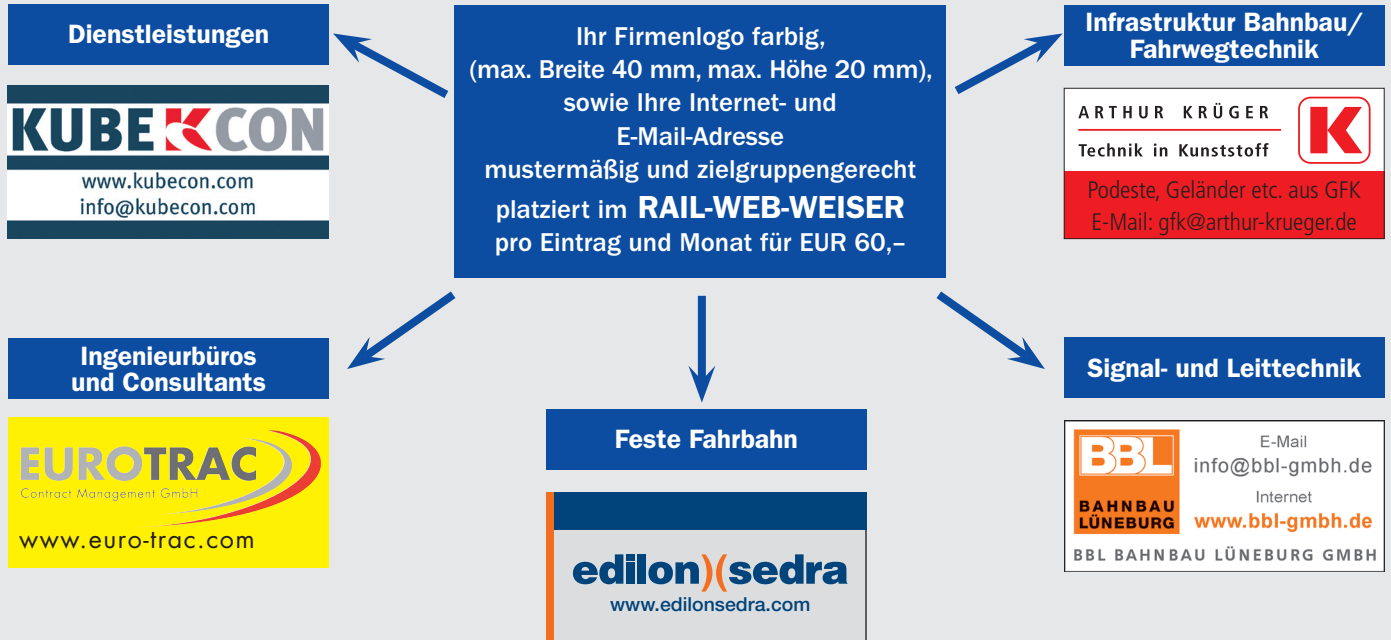 Dienstleistungen
KUBE K CON
www.kubecon.com
info@kubecon.com
Ihr Firmenlogo farbig,
(max. Breite 40 mm, max. Höhe 20 mm),
sowie Ihre Internet- und
E-Mail-Adresse
mustermäßig und zielgruppengerecht
platziert im RAIL-WEB-WEISER
pro Eintrag und Monat für EUR 60,–
Infrastruktur Bahnbau/
Fahrwegtechnik
ARTHUR KRÜGER
Technik in Kunststoff
K
Podeste, Geländer etc. aus GFK
E-Mail: gfk@arthur-krueger.de
Ingenieurbüros
und Consultants
EUROTRAC
Contract Management GmbH
www.euro-trac.com
Feste Fahrbahn
edilon)(sedra
www.edilonsedra.com
Signal- und Leittechnik
BBL
BAHNBAU
LÜNEBURG
E-Mail
info@bbl-gmbh.de
Internet
www.bbl-gmbh.de
BBL BAHNBAU LÜNEBURG GMBH